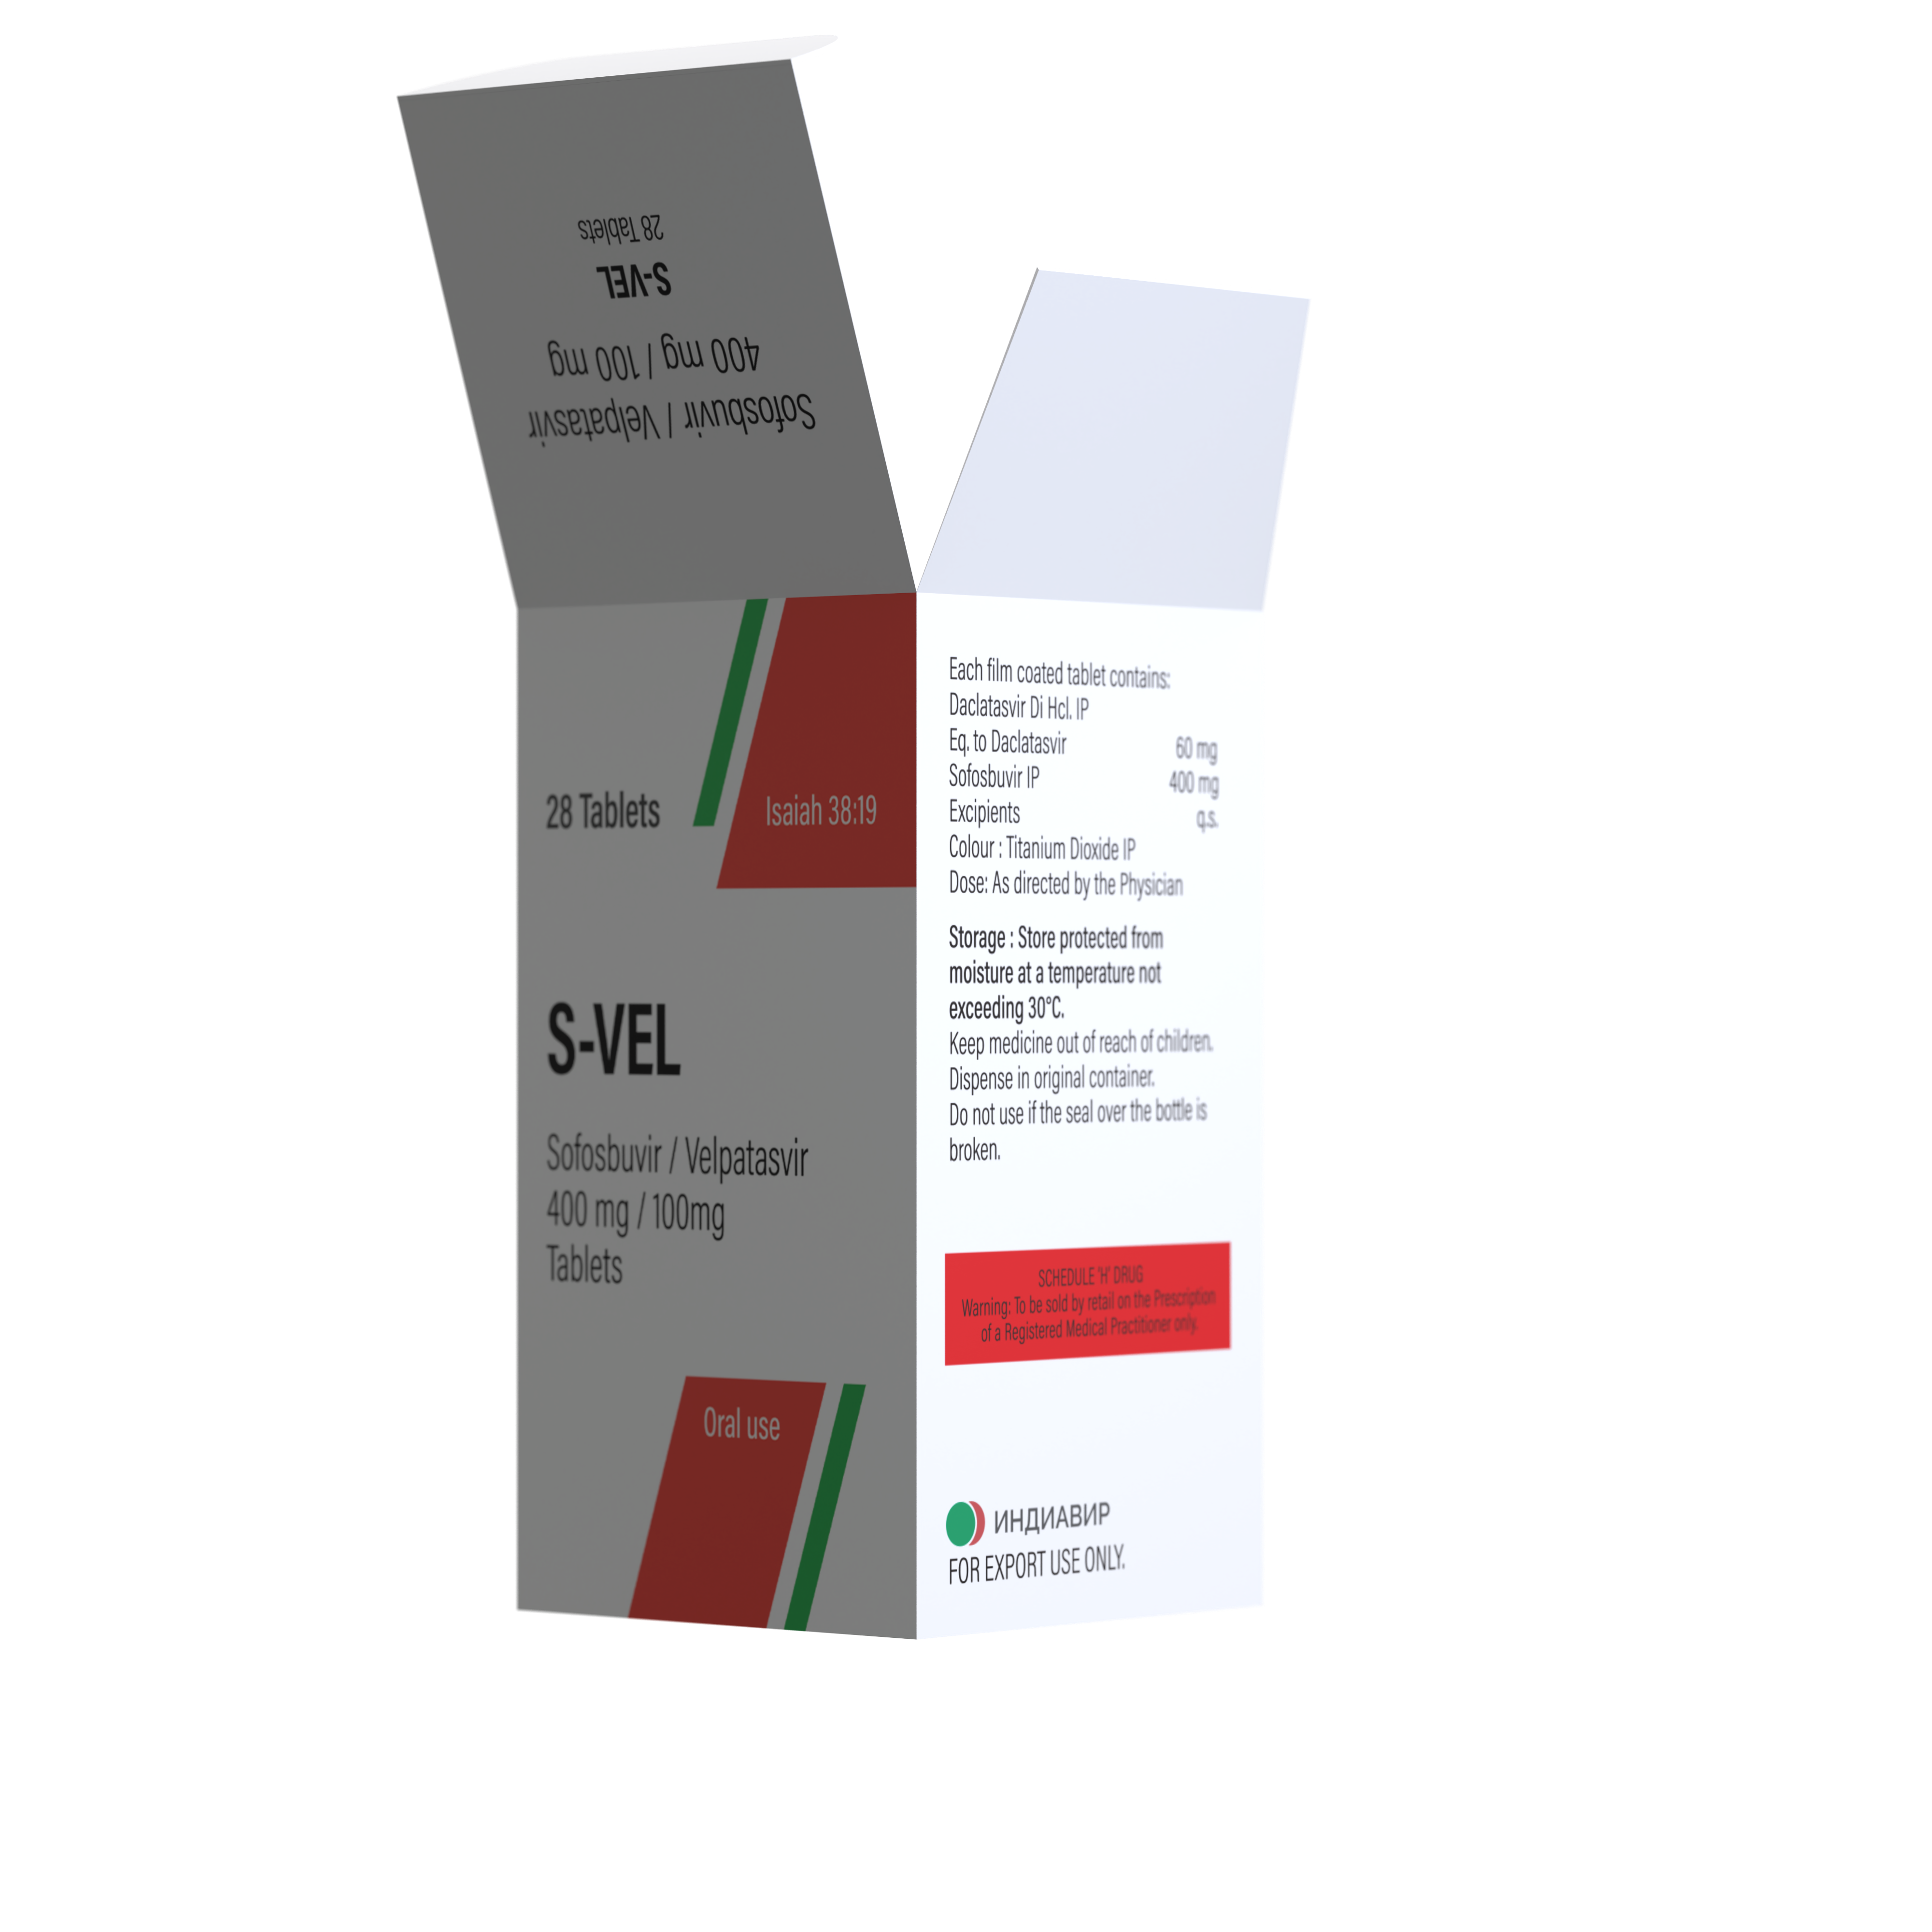 28 Tablets
S-VEL
400 mg / 100 mg
Sofosbuvir / Velpatasvir
28 Tablets
Isaiah 38:19
S-VEL
Sofosbuvir / Velpatasvir
400 mg / 100mg
Tablets
Oral use
Each film coated tablet contains:
Daclatasvir Di Hcl. IP
Eq. to Daclatasvir 60 mg
Sofosbuvir IP 400 mg
Excipients q.s.
Colour : Titanium Dioxide IP
Dose: As directed by the Physician
Storage : Store protected from
moisture at a temperature not
exceeding 30°C.
Keep medicine out of reach of children.
Dispense in original container.
Do not use if the seal over the bottle is
broken.
SCHEDULE 'H' DRUG
Warning: To be sold by retail on the Prescription
of a Registered Medical Practitioner only.
ИНДИАВИР
FOR EXPORT USE ONLY.